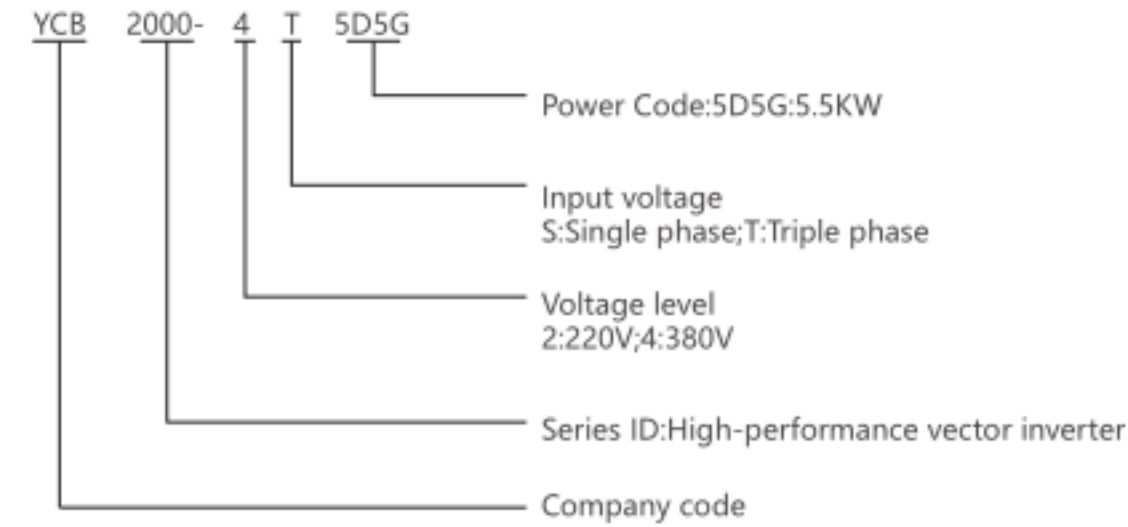 YCB 2000- 4 T 5D5G
Power Code:5D5G:5.5KW
Input voltage
S:Single phase;T:Triple phase
Voltage level
2:220V;4:380V
Series ID:High-performance vector inverter
Company code